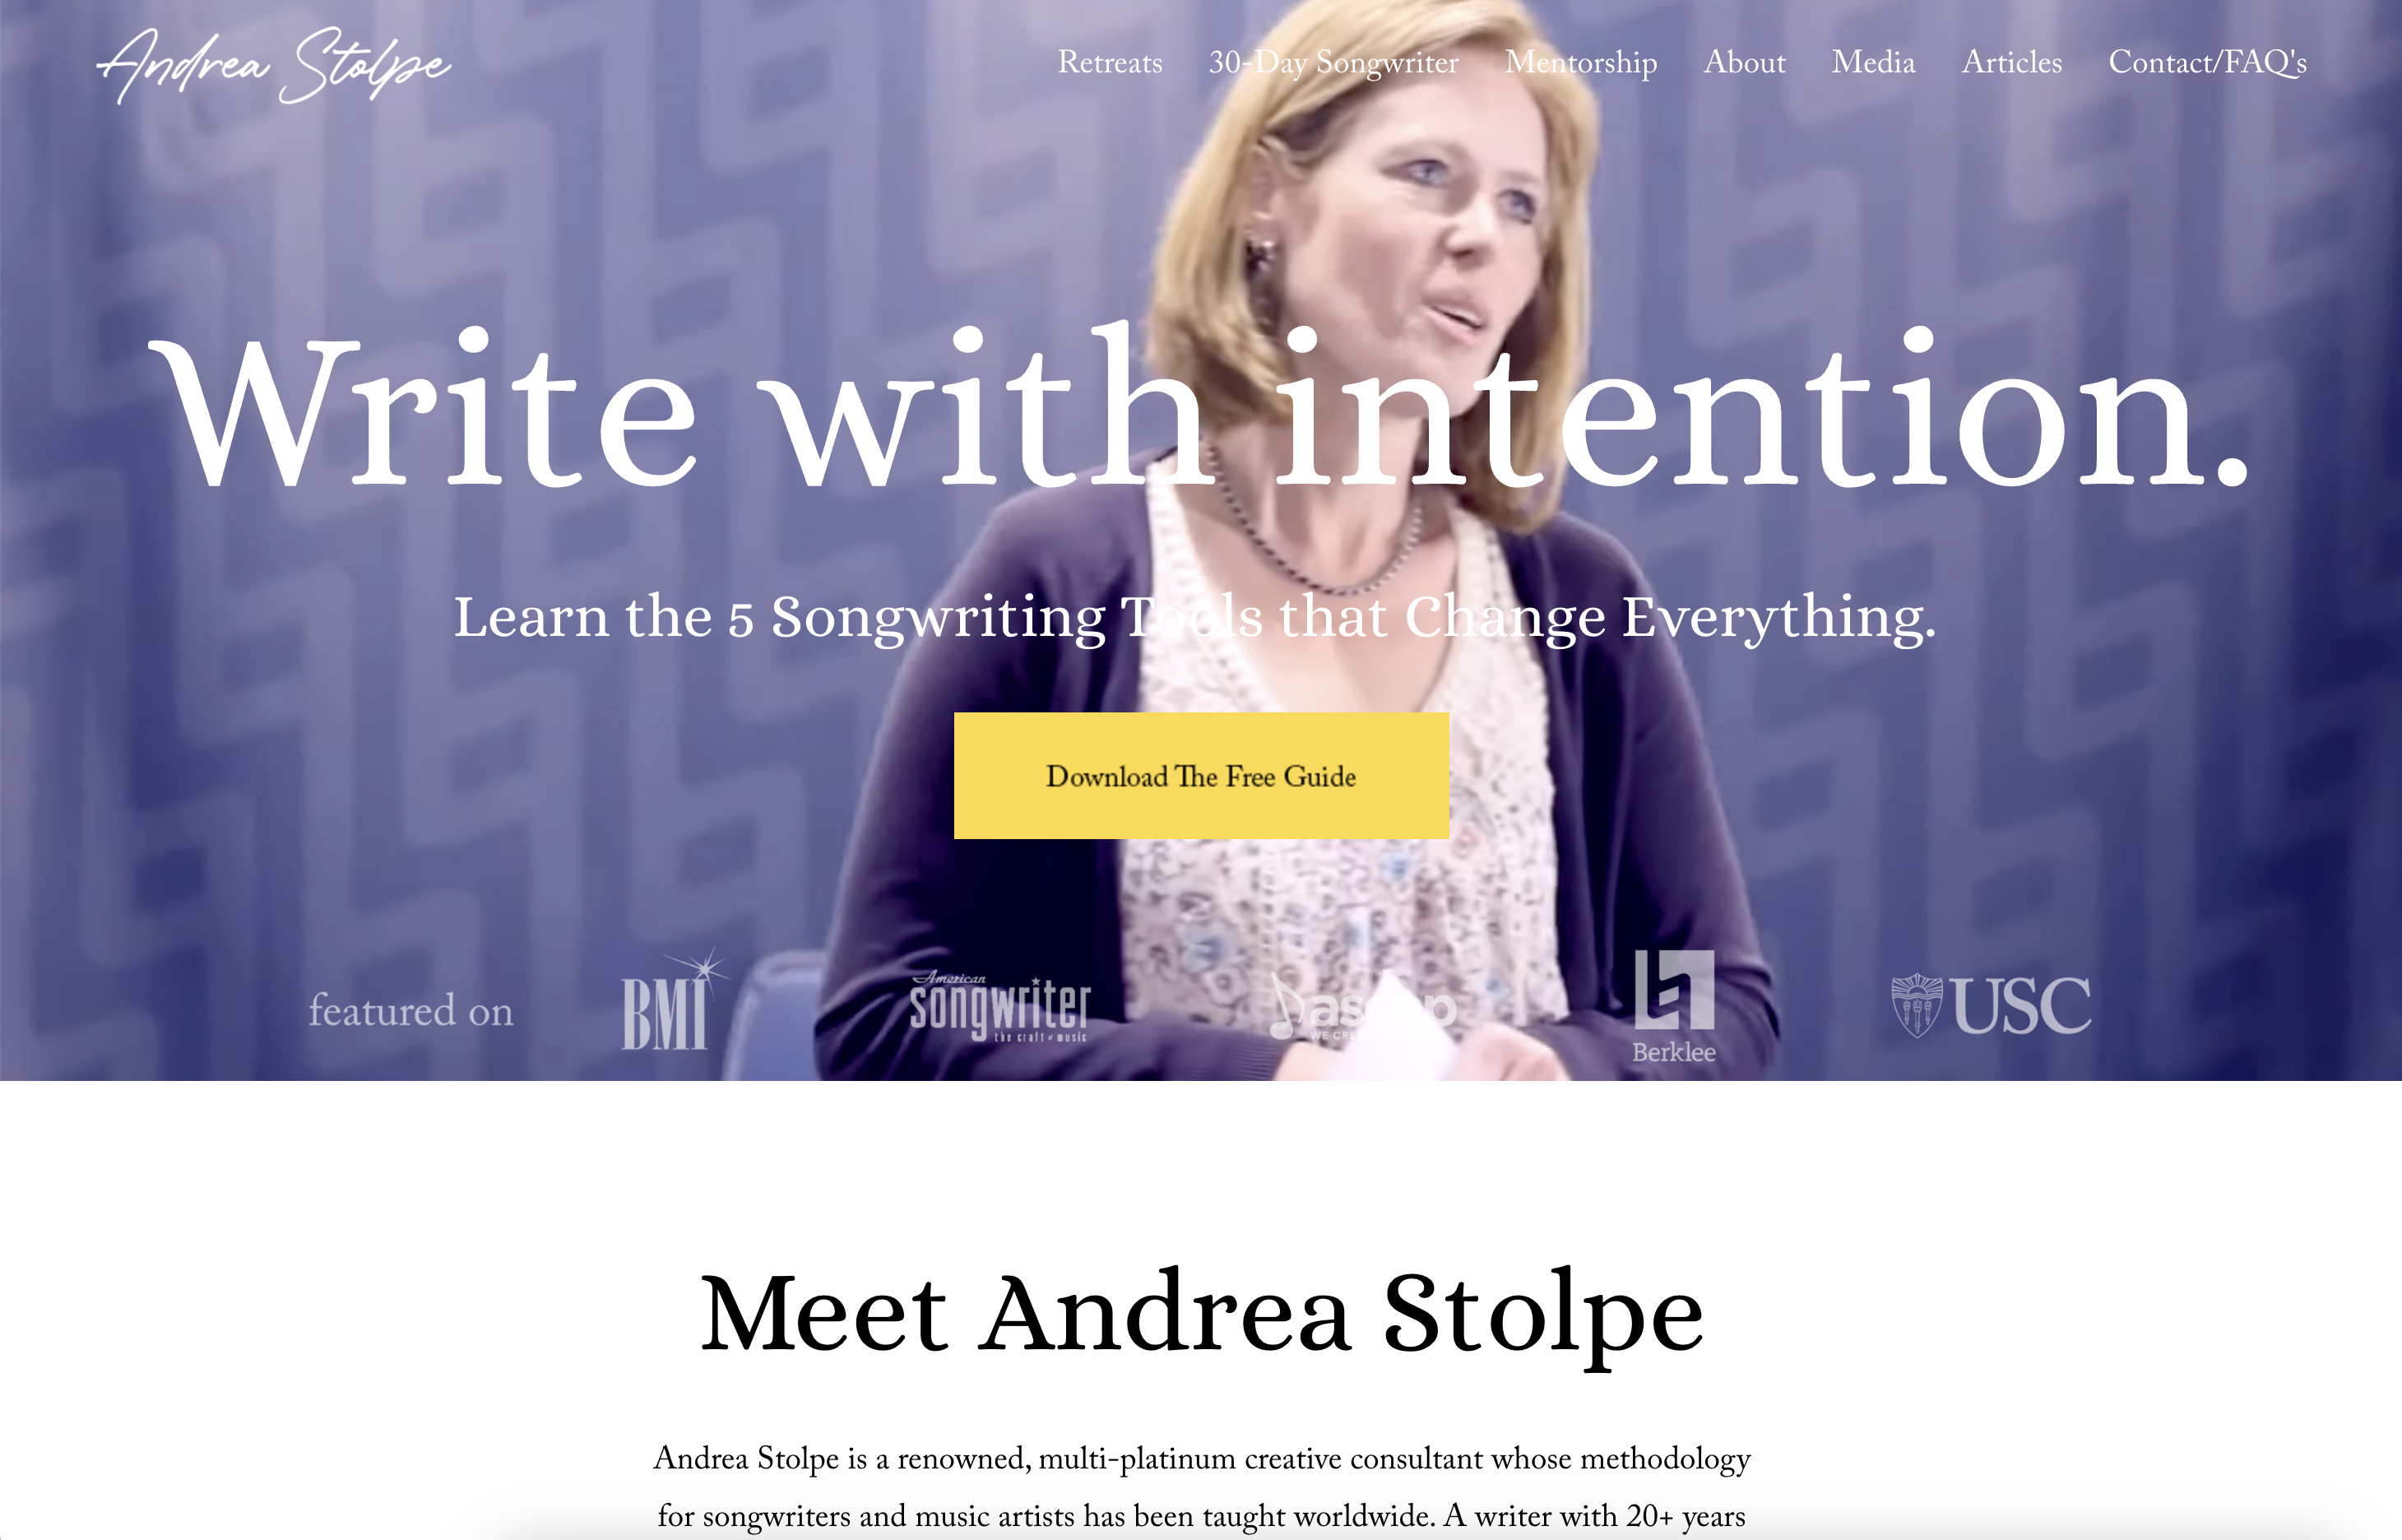 Andrea Stolpe
Retreats 30-Day Songwriter Mentorship About Media Articles Contact/FAQ's
Write with intention.
Learn the 5 Songwriting Tools that Change Everything.
Download The Free Guide
featured on
BMI
American
songwriter
the craft of music
ascap
WE
Berklee
USC
Meet Andrea Stolpe
Andrea Stolpe is a renowned, multi-platinum creative consultant whose methodology
for songwriters and music artists has been taught worldwide. A writer with 20+ years